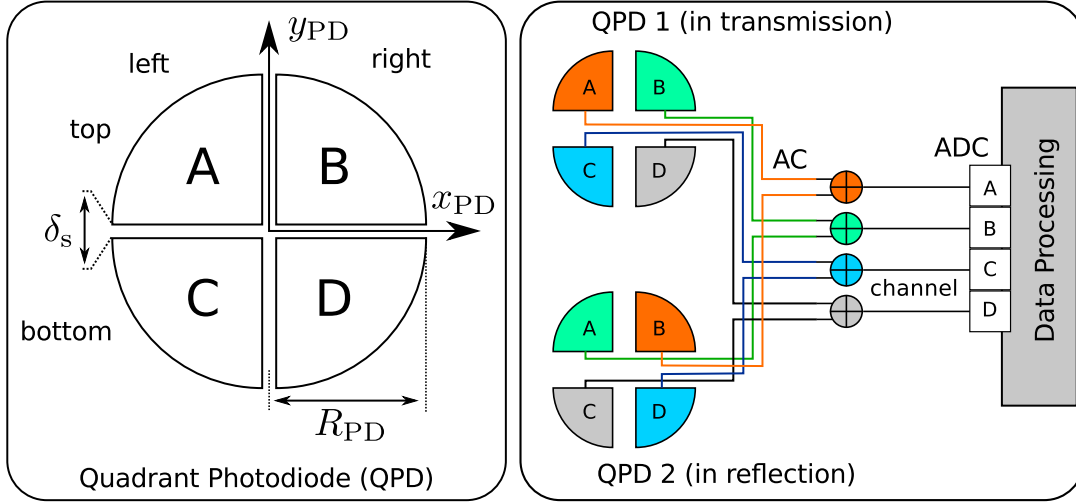 y_PD
left
right
top
A
B
x_PD
δ_s
C
D
bottom
R_PD
Quadrant Photodiode (QPD)
QPD 1 (in transmission)
A
B
C
D
AC
ADC
A
B
C
D
channel
Data Processing
A
B
C
D
QPD 2 (in reflection)